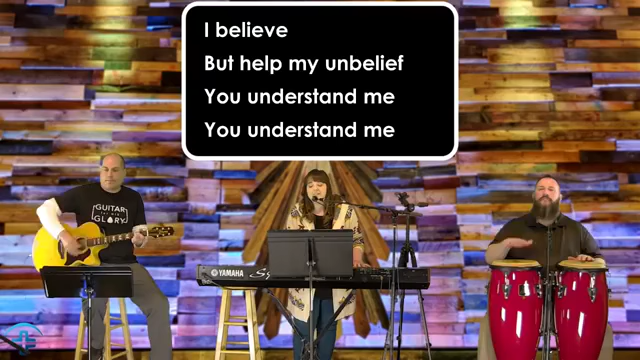 I believe
But help my unbelief
You understand me
You understand me
GUITAR
GLORY
YAMAHA